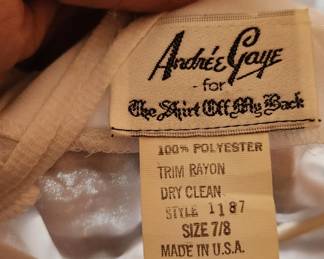 Andrée Gaye
- for
The Shirt Off My Back
100% POLYESTER
TRIM RAYON
DRY CLEAN
STYLE 1187
SIZE 7/8
MADE IN U.S.A.